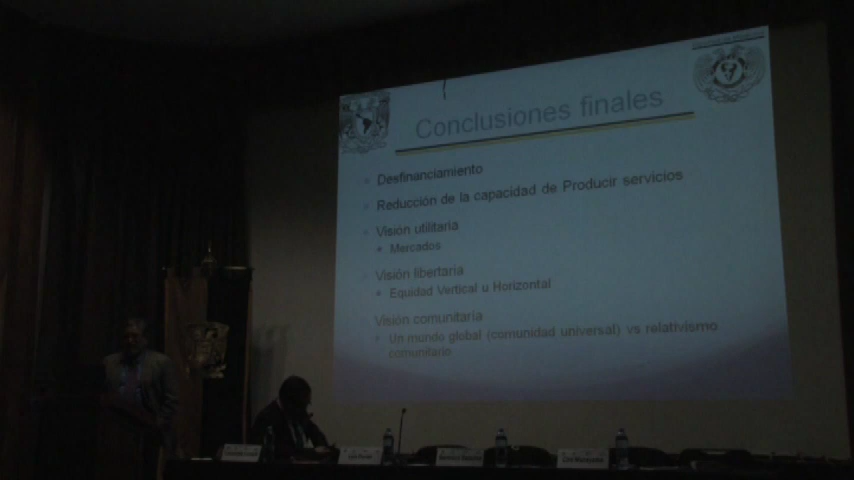 Conclusiones finales
Desfinanciamiento
Reducción de la capacidad de Producir servicios
Visión utilitaria
Mercados
Visión libertaria
Equidad Vertical u Horizontal
Visión comunitaria
Un mundo global (comunidad universal) vs relativismo
comunitario